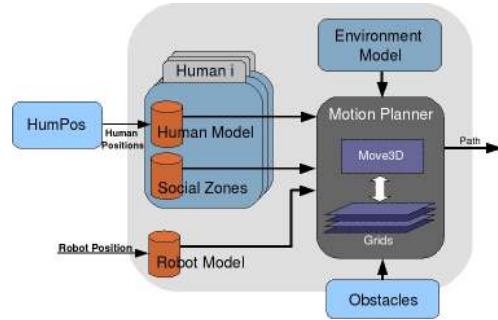 Environment
Model
Human i
HumPos
Human
Positions
Human Model
Motion Planner
Path
Move3D
Social Zones
Grids
Robot Position
Robot Model
Obstacles